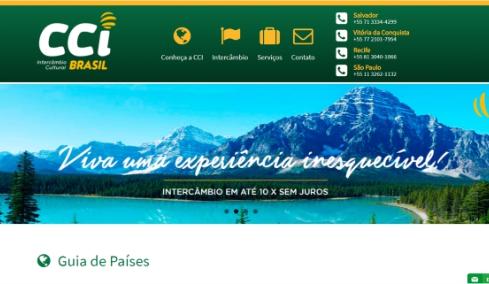 CCI
Intercâmbio
Cultural
BRASIL
Conheça a CCI
Intercâmbio
Serviços
Contato
Salvador
+55 71 3334-4299
Vitória da Conquista
+55 77 2101-7954
Recife
+55 81 3040-1060
São Paulo
+55 11 3262-1132
Viva uma experiência inesquecível!
INTERCÂMBIO EM ATÉ 10 X SEM JUROS
Guia de Países